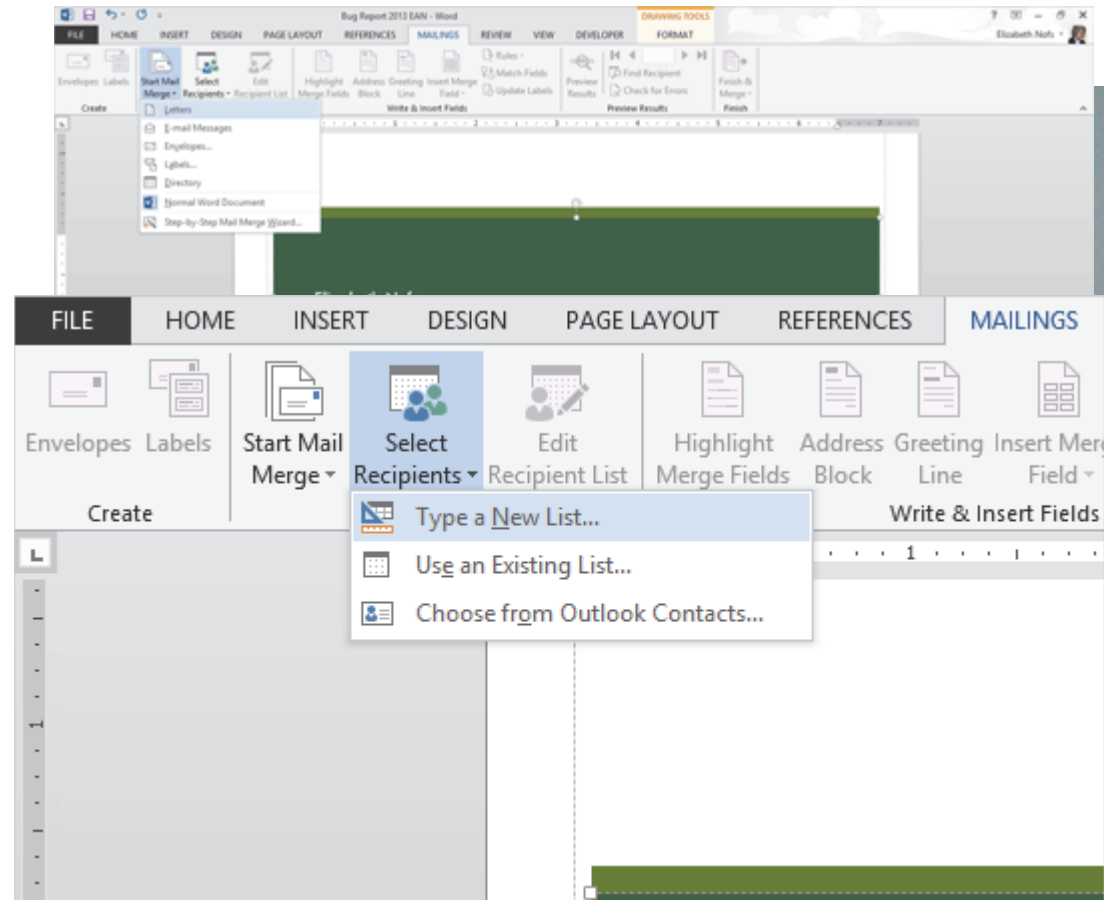 Bug Report 2013 EAN - Word
DRAWING TOOLS
FILE HOME INSERT DESIGN PAGE LAYOUT REFERENCES MAILINGS REVIEW VIEW DEVELOPER FORMAT
Elizabeth Nofs
Envelopes Labels
Start Mail Merge
Select Recipients
Edit Recipient List
Highlight Merge Fields
Address Block
Greeting Line
Insert Merge Field
Rules
Match Fields
Update Labels
Preview Results
Find Recipient
Check for Errors
Finish & Merge
Create
Write & Insert Fields
Preview Results
Finish
Letters
E-mail Messages
Envelopes...
Labels...
Directory
Normal Word Document
Step-by-Step Mail Merge Wizard...
FILE HOME INSERT DESIGN PAGE LAYOUT REFERENCES MAILINGS
Envelopes Labels
Start Mail
Merge
Select
Recipients
Edit
Recipient List
Highlight
Merge Fields
Address
Block
Greeting
Line
Insert Mer
Field
Create
Write & Insert Fields
Type a New List...
Use an Existing List...
Choose from Outlook Contacts...
L
1
1